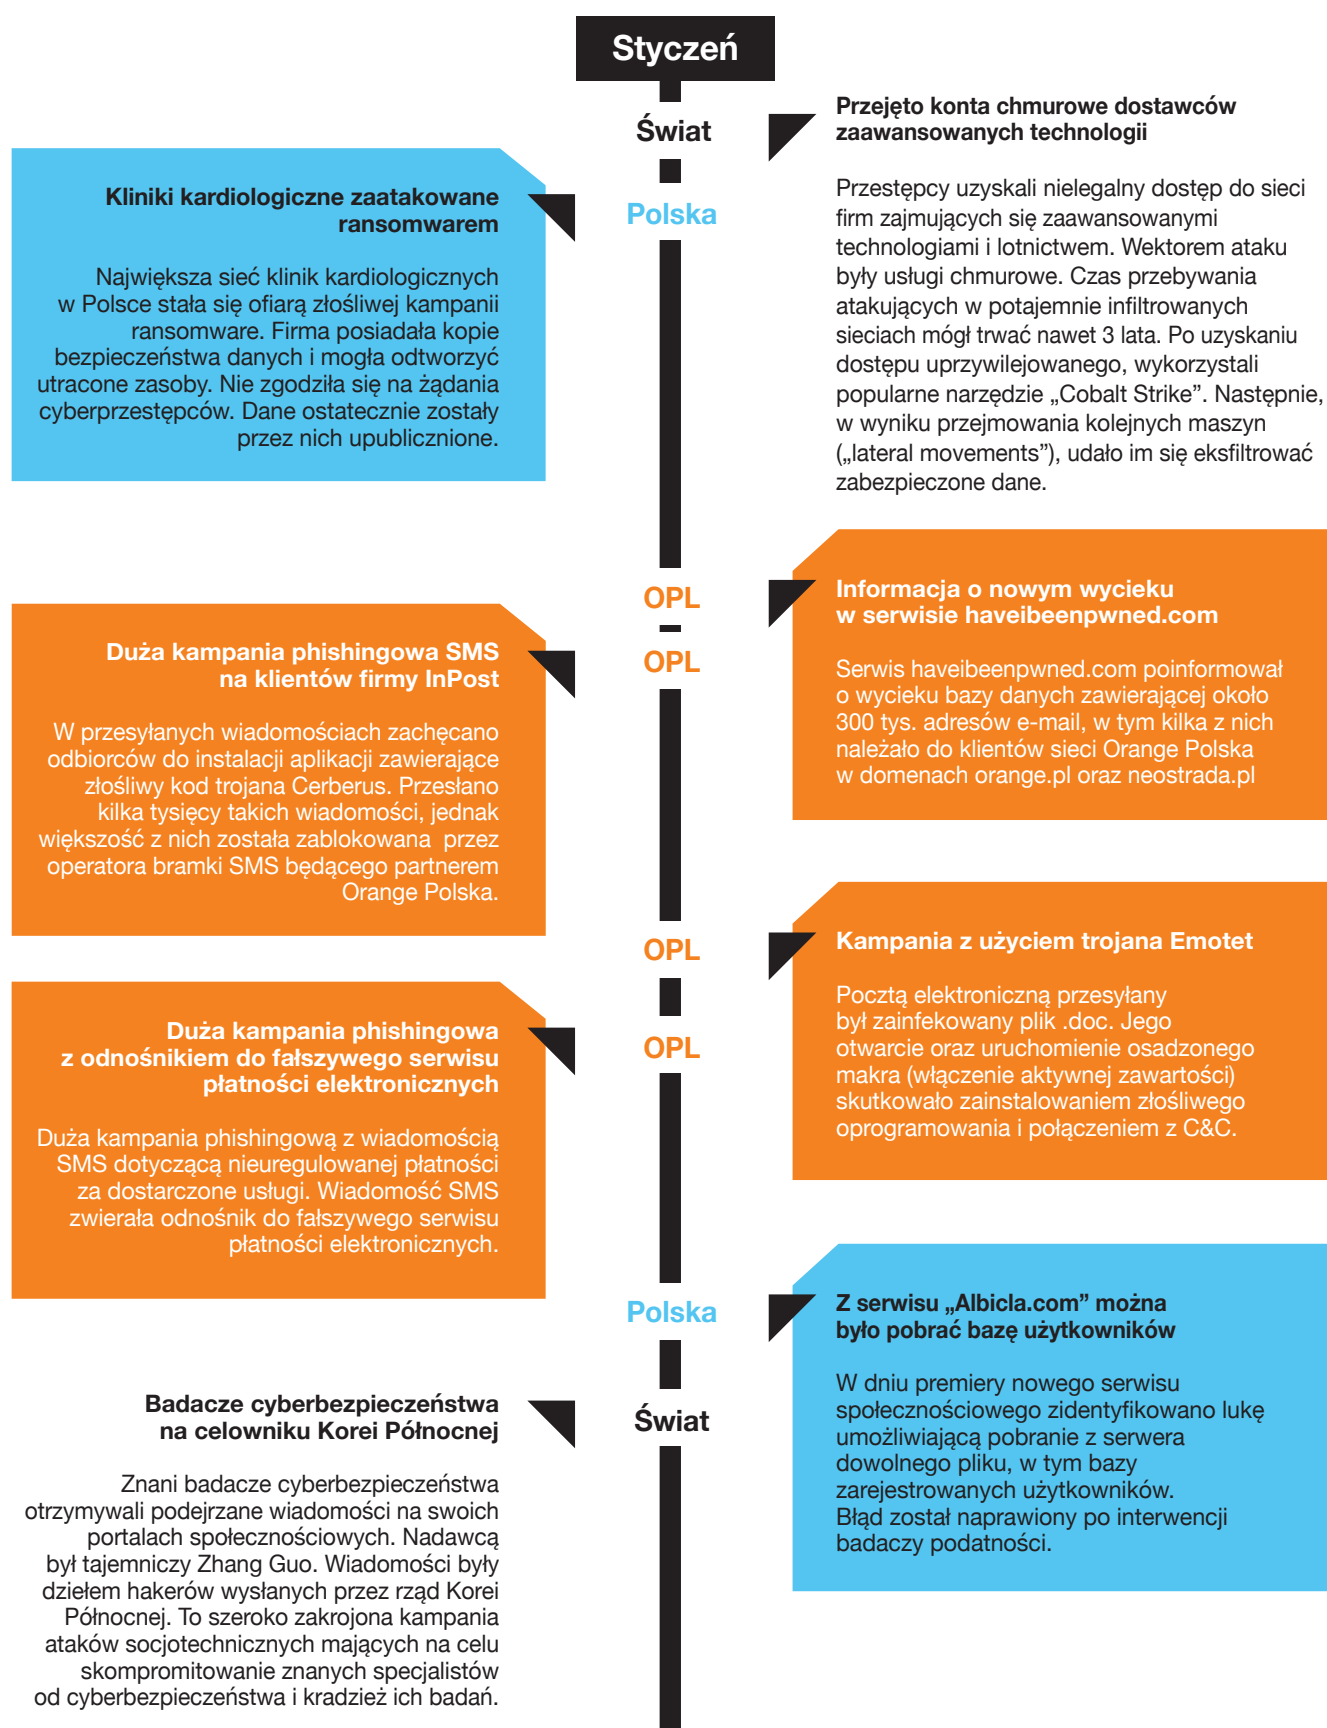 Styczeń
Świat
Przejęto konta chmurowe dostawców
zaawansowanych technologii
Przestępcy uzyskali nielegalny dostęp do sieci
firm zajmujących się zaawansowanymi
technologiami i lotnictwem. Wektorem ataku
były usługi chmurowe. Czas przebywania
atakujących w potajemnie infiltrowanych
sieciach mógł trwać nawet 3 lata. Po uzyskaniu
dostępu uprzywilejowanego, wykorzystali
popularne narzędzie „Cobalt Strike”. Następnie,
w wyniku przejmowania kolejnych maszyn
(„lateral movements”), udało im się eksfiltrować
zabezpieczone dane.
Polska
Kliniki kardiologiczne zaatakowane
ransomwarem
Największa sieć klinik kardiologicznych
w Polsce stała się ofiarą złośliwej kampanii
ransomware. Firma posiadała kopie
bezpieczeństwa danych i mogła odtworzyć
utracone zasoby. Nie zgodziła się na żądania
cyberprzestępców. Dane ostatecznie zostały
przez nich upublicznione.
OPL
Informacja o nowym wycieku
w serwisie haveibeenpwned.com
Serwis haveibeenpwned.com poinformował
o wycieku bazy danych zawierającej około
300 tys. adresów e-mail, w tym kilka z nich
należało do klientów sieci Orange Polska
w domenach orange.pl oraz neostrada.pl
OPL
Duża kampania phishingowa SMS
na klientów firmy InPost
W przesyłanych wiadomościach zachęcano
odbiorców do instalacji aplikacji zawierające
złośliwy kod trojana Cerberus. Przesłano
kilka tysięcy takich wiadomości, jednak
większość z nich została zablokowana  przez
operatora bramki SMS będącego partnerem
Orange Polska.
OPL
Kampania z użyciem trojana Emotet
Pocztą elektroniczną przesyłany
był zainfekowany plik .doc. Jego
otwarcie oraz uruchomienie osadzonego
makra (włączenie aktywnej zawartości)
skutkowało zainstalowaniem złośliwego
oprogramowania i połączeniem z C&C.
OPL
Duża kampania phishingowa
z odnośnikiem do fałszywego serwisu
płatności elektronicznych
Duża kampania phishingową z wiadomością
SMS dotyczącą nieuregulowanej płatności
za dostarczone usługi. Wiadomość SMS
zwierała odnośnik do fałszywego serwisu
płatności elektronicznych.
Polska
Z serwisu „Albicla.com” można
było pobrać bazę użytkowników
W dniu premiery nowego serwisu
społecznościowego zidentyfikowano lukę
umożliwiającą pobranie z serwera
dowolnego pliku, w tym bazy
zarejestrowanych użytkowników.
Błąd został naprawiony po interwencji
badaczy podatności.
Świat
Badacze cyberbezpieczeństwa
na celowniku Korei Północnej
Znani badacze cyberbezpieczeństwa
otrzymywali podejrzane wiadomości na swoich
portalach społecznościowych. Nadawcą
był tajemniczy Zhang Guo. Wiadomości były
dziełem hakerów wysłanych przez rząd Korei
Północnej. To szeroko zakrojona kampania
ataków socjotechnicznych mających na celu
skompromitowanie znanych specjalistów
od cyberbezpieczeństwa i kradzież ich badań.